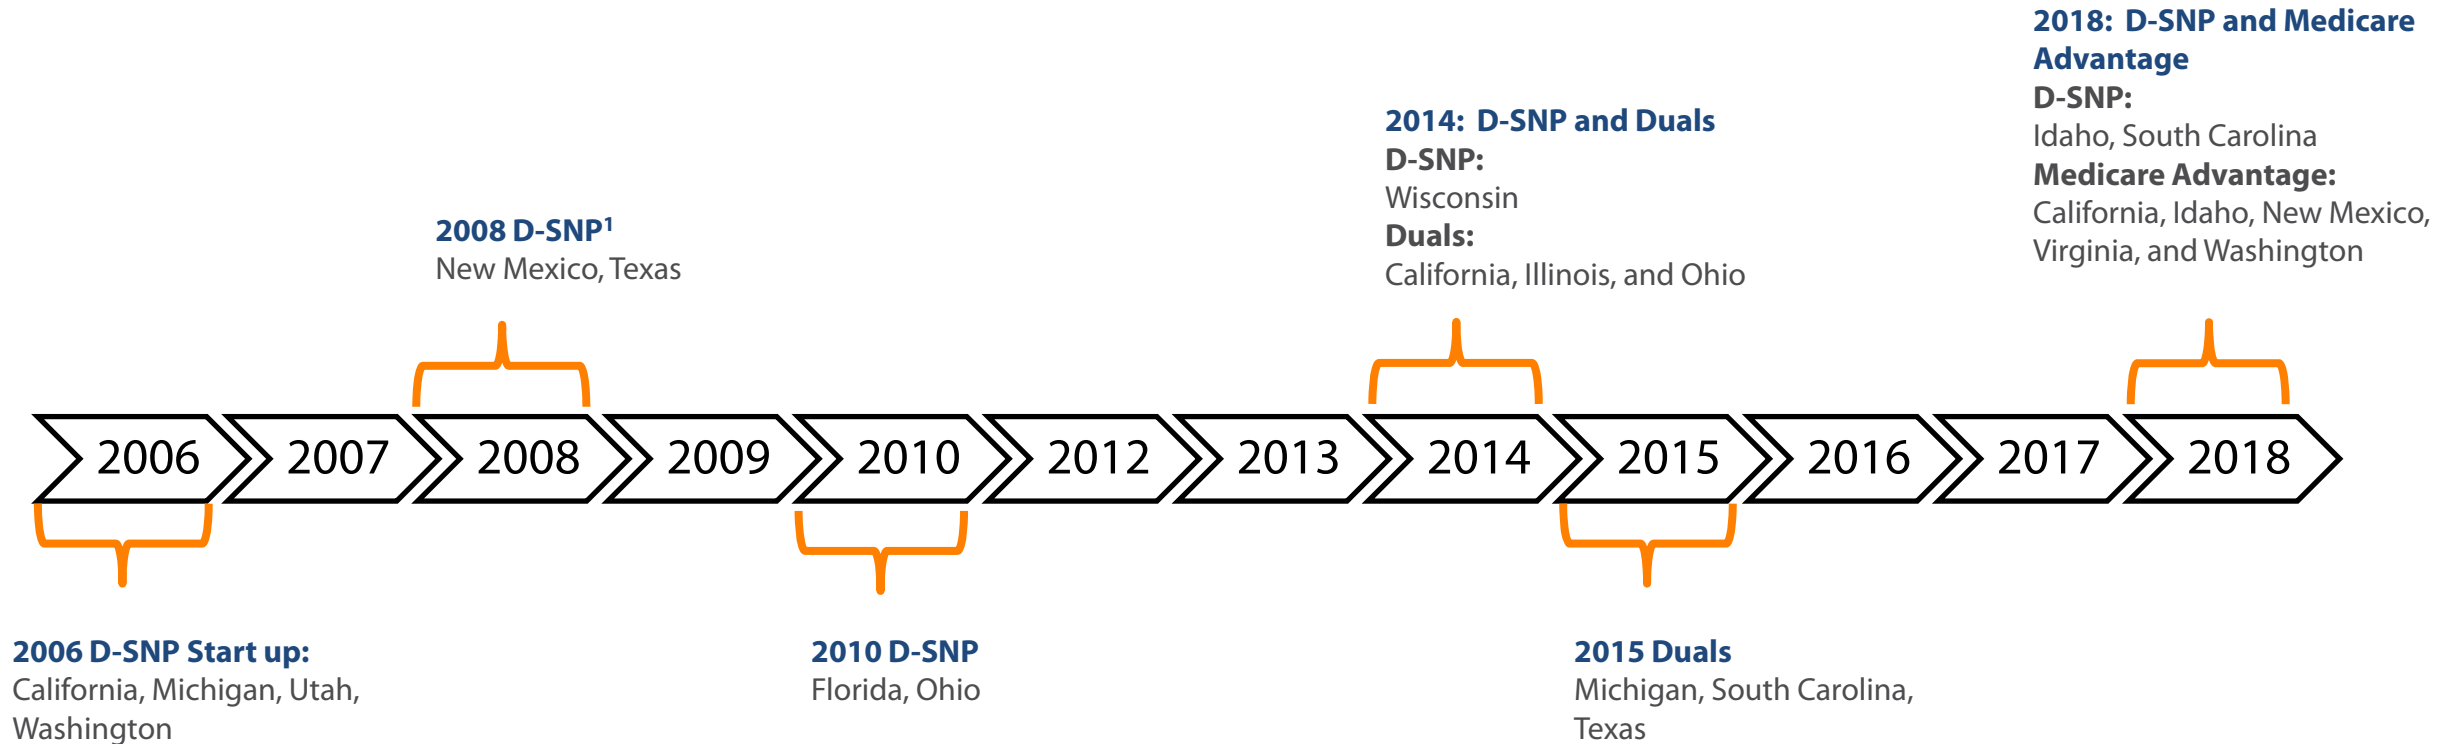 2018:  D-SNP and Medicare
Advantage
D-SNP:
Idaho, South Carolina
Medicare Advantage:
California, Idaho, New Mexico,
Virginia, and Washington
2014:  D-SNP and Duals
D-SNP:
Wisconsin
Duals:
California, Illinois, and Ohio
2008 D-SNP¹
New Mexico, Texas
2006 2007 2008 2009 2010 2012 2013 2014 2015 2016 2017 2018
2006 D-SNP Start up:
California, Michigan, Utah,
Washington
2010 D-SNP
Florida, Ohio
2015 Duals
Michigan, South Carolina,
Texas